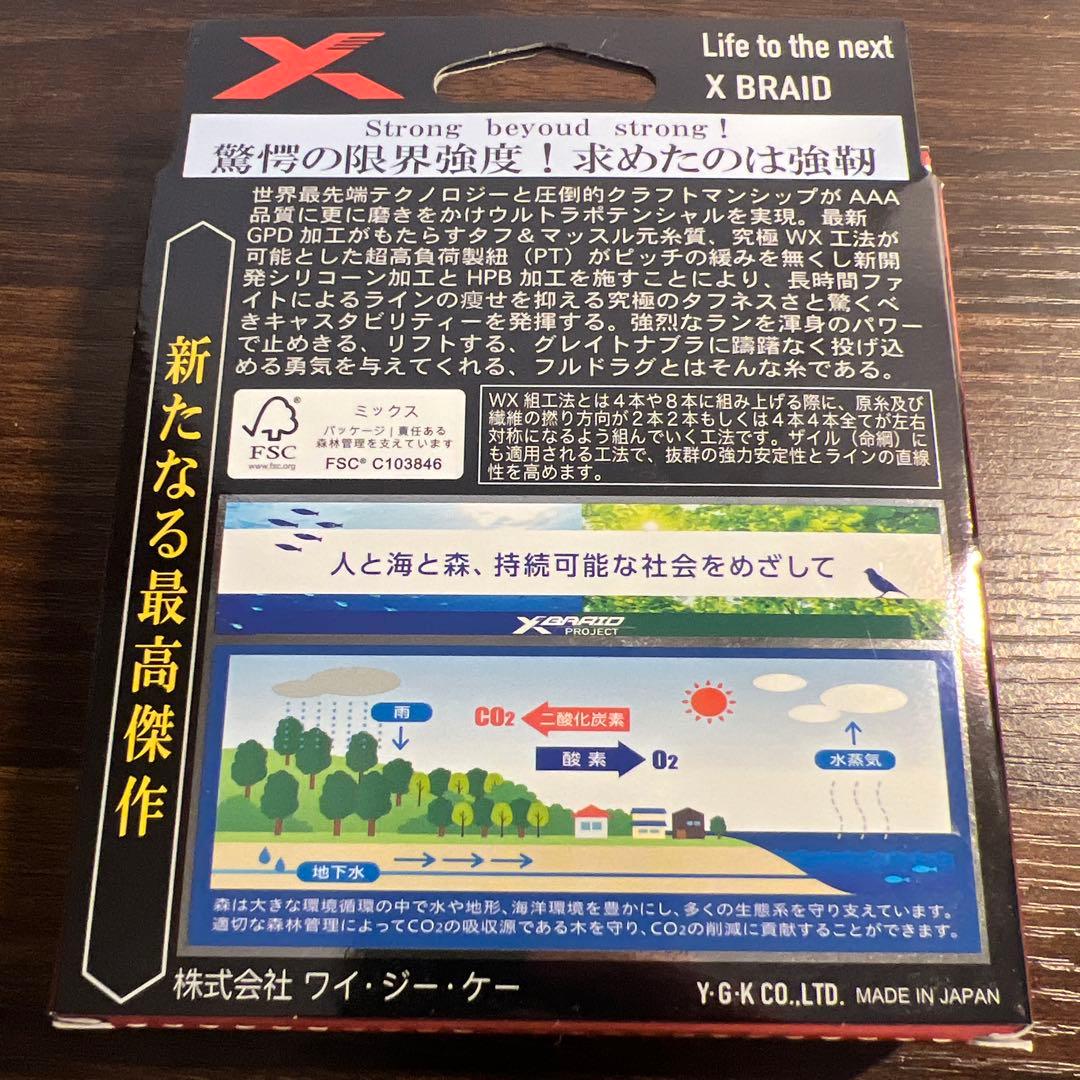 Life to the next
X BRAID
Strong beyoud strong!
驚愕の限界強度！求めたのは強靭
世界最先端テクノロジーと圧倒的クラフトマンシップが AAA
品質に更に磨きをかけウルトラポテンシャルを実現。最新
GPD 加工がもたらすタフ＆マッスル元糸質、究極 WX 工法が
可能とした超高負荷製紐（PT）がピッチの緩みを無くし新開
発シリコーン加工と HPB 加工を施すことにより、長時間ファ
イトによるラインの痩せを抑える究極のタフネスさと驚くべ
きキャスタビリティーを発揮する。強烈なランを渾身のパワー
で止めきる、リフトする、グレイトナブラに躊躇なく投げ込
める勇気を与えてくれる、フルドラグとはそんな糸である。
新たなる最高傑作
FSC
www.fsc.org
ミックス
パッケージ | 責任ある
森林管理を支えています
FSC® C103846
WX 組工法とは４本や８本に組み上げる際に、原糸及び
繊維の撚り方向が２本２本もしくは４本４本全てが左右
対称になるよう組んでいく工法です。ザイル（命綱）に
も適用される工法で、抜群の強力安定性とラインの直線
性を高めます。
人と海と森、持続可能な社会をめざして
XBRAID
PROJECT
雨
CO2 二酸化炭素
酸素 O2
水蒸気
地下水
森は大きな環境循環の中で水や地形、海洋環境を豊かにし、多くの生態系を守り支えています。
適切な森林管理によってCO2の吸収源である木を守り、CO2の削減に貢献することができます。
株式会社 ワイ・ジー・ケー
Y・G・K CO.,LTD. MADE IN JAPAN